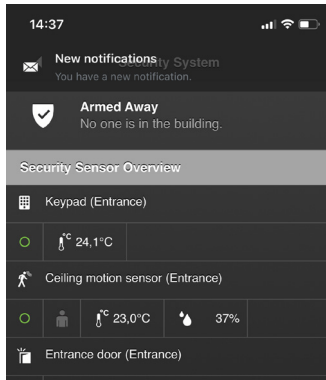 14:37
New notifications
Security System
You have a new notification.
Armed Away
No one is in the building.
Security Sensor Overview
Keypad (Entrance)
°C 24,1°C
Ceiling motion sensor (Entrance)
°C 23,0°C 37%
Entrance door (Entrance)